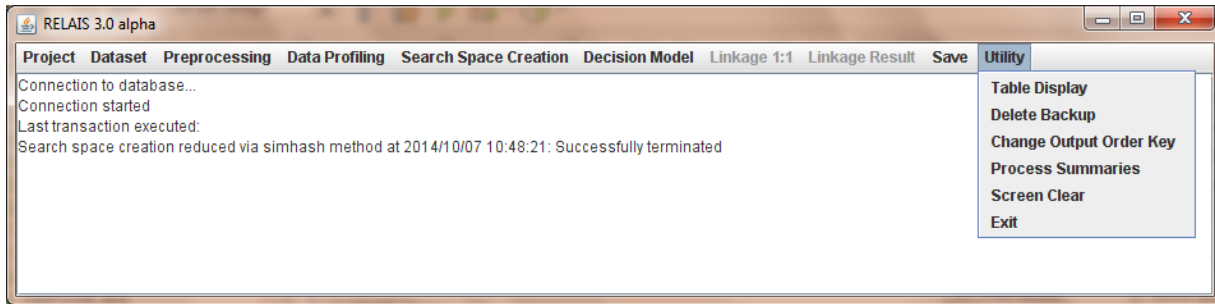 RELAIS 3.0 alpha
Project Dataset Preprocessing Data Profiling Search Space Creation Decision Model Linkage 1:1 Linkage Result Save Utility
Connection to database...
Connection started
Last transaction executed:
Search space creation reduced via simhash method at 2014/10/07 10:48:21: Successfully terminated
Table Display
Delete Backup
Change Output Order Key
Process Summaries
Screen Clear
Exit